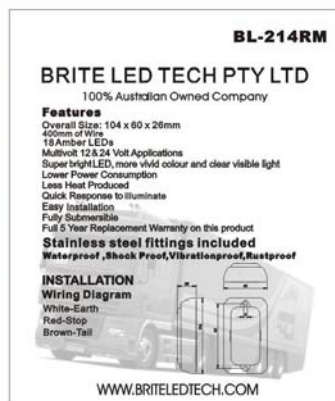 BL-214RM
BRITE LED TECH PTY LTD
100% Australian Owned Company
Features
Overall Size: 104 x 60 x 26mm
400mm of Wire
18Amber LEDs
Multivolt 12 & 24 Volt Applications
Super bright LED, more vivid colour and clear visible light
Lower Power Consumption
Less Heat Produced
Quick Response to illuminate
Easy Installation
Fully Submersible
Full 5 Year Replacement Warranty on this product
Stainless steel fittings included
Waterproof ,Shock Proof,Vibrationproof,Rustproof
INSTALLATION
Wiring Diagram
White-Earth
Red-Stop
Brown-Tail
WWW.BRITELEDTECH.COM